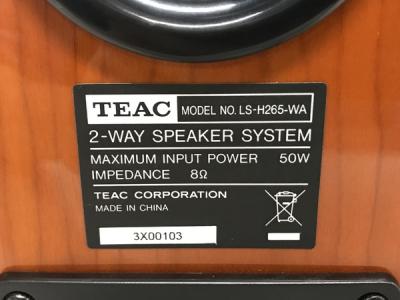 TEAC MODEL NO. LS-H265-WA
2-WAY SPEAKER SYSTEM
MAXIMUM INPUT POWER 50W
IMPEDANCE 8Ω
TEAC CORPORATION
MADE IN CHINA
3X00103